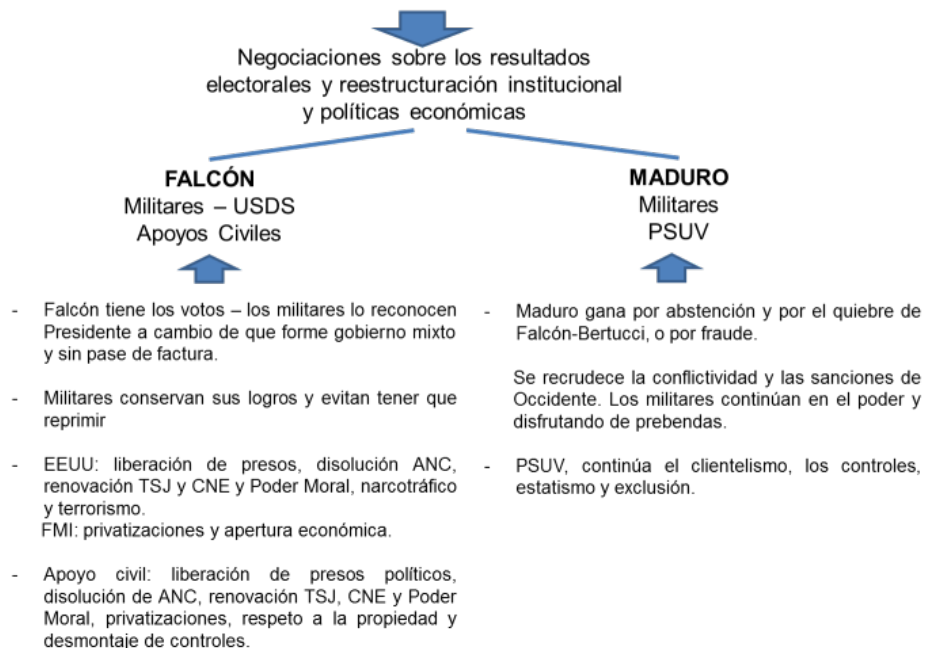 Negociaciones sobre los resultados
electorales y reestructuración institucional
y políticas económicas
FALCÓN
Militares – USDS
Apoyos Civiles
- Falcón tiene los votos – los militares lo reconocen
Presidente a cambio de que forme gobierno mixto
y sin pase de factura.
- Militares conservan sus logros y evitan tener que
reprimir
- EEUU: liberación de presos, disolución ANC,
renovación TSJ y CNE y Poder Moral, narcotráfico
y terrorismo.
FMI: privatizaciones y apertura económica.
- Apoyo civil: liberación de presos políticos,
disolución de ANC, renovación TSJ, CNE y Poder
Moral, privatizaciones, respeto a la propiedad y
desmontaje de controles.
MADURO
Militares
PSUV
- Maduro gana por abstención y por el quiebre de
Falcón-Bertucci, o por fraude.
Se recrudece la conflictividad y las sanciones de
Occidente. Los militares continúan en el poder y
disfrutando de prebendas.
- PSUV, continúa el clientelismo, los controles,
estatismo y exclusión.